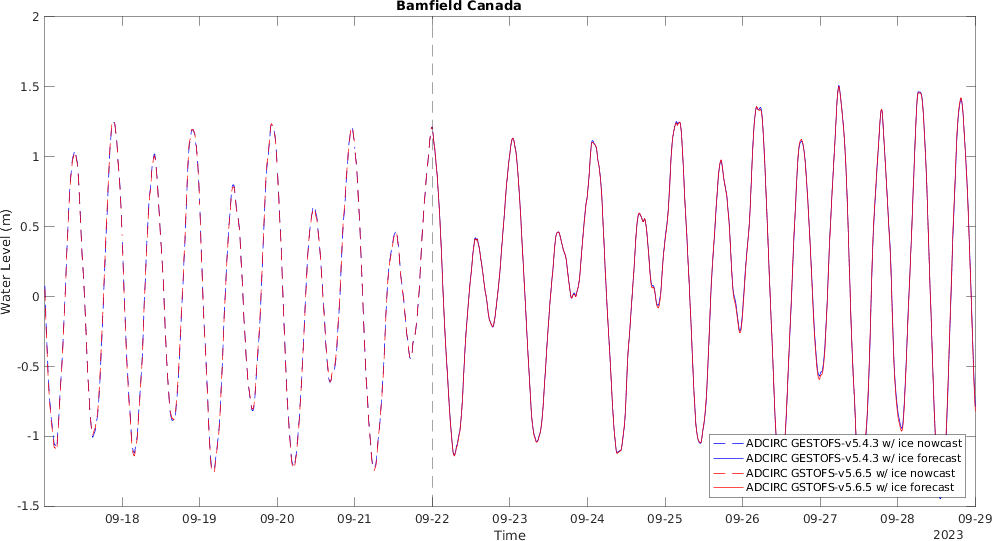 Bamfield Canada
2
1.5
1
0.5
0
-0.5
-1
-1.5
Water Level (m)
09-18 09-19 09-20 09-21 09-22 09-23 09-24 09-25 09-26 09-27 09-28 09-29
Time
2023
ADCIRC GESTOFS-v5.4.3 w/ ice nowcast
ADCIRC GESTOFS-v5.4.3 w/ ice forecast
ADCIRC GSTOFS-v5.6.5 w/ ice nowcast
ADCIRC GSTOFS-v5.6.5 w/ ice forecast